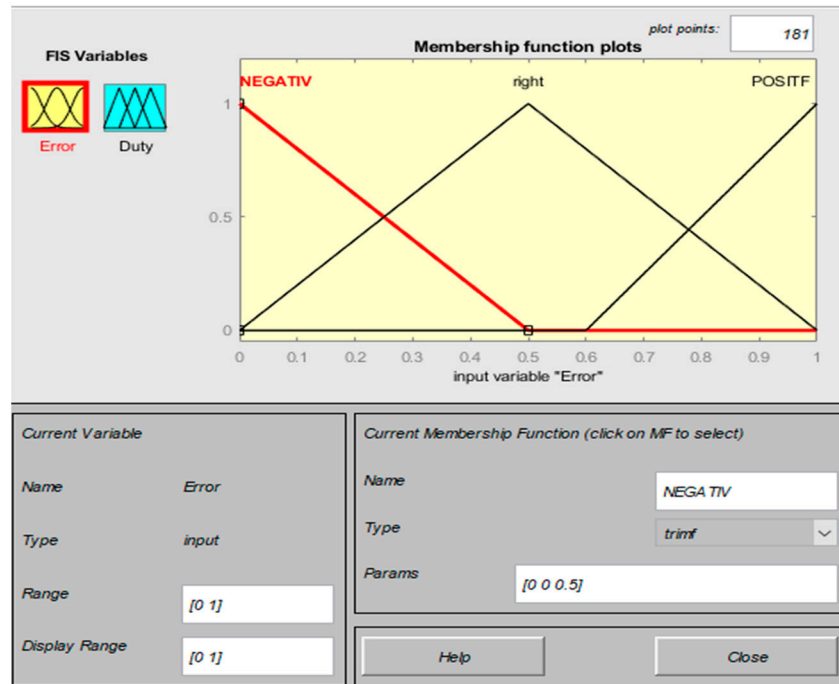 plot points: 181
FIS Variables
Membership function plots
NEGATIV right POSITF
Error Duty
1
0.5
0
0 0.1 0.2 0.3 0.4 0.5 0.6 0.7 0.8 0.9 1
input variable "Error"
Current Variable
Name Error
Type input
Range [0 1]
Display Range [0 1]
Current Membership Function (click on MF to select)
Name NEGATIV
Type trimf
Params [0 0 0.5]
Help Close